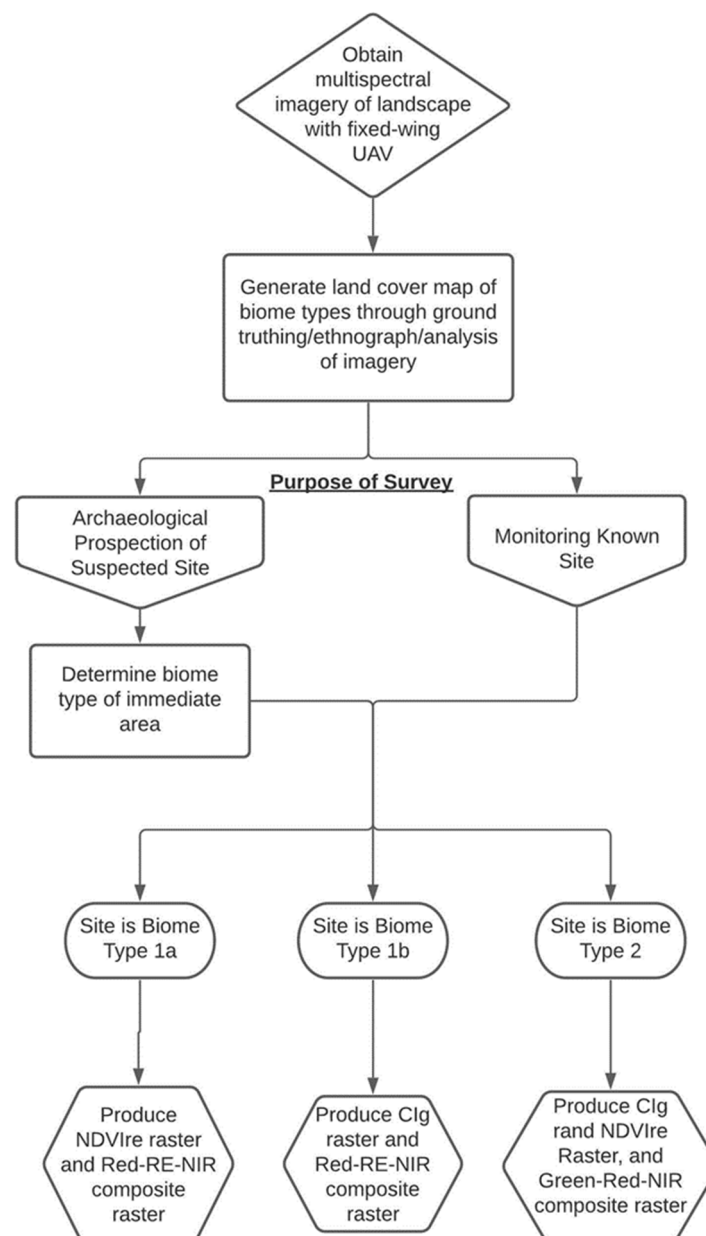 Obtain
multispectral
imagery of landscape
with fixed-wing
UAV
Generate land cover map of
biome types through ground
truthing/ethnograph/analysis
of imagery
Purpose of Survey
Archaeological
Prospection of
Suspected Site
Monitoring Known
Site
Determine biome
type of immediate
area
Site is Biome
Type 1a
Site is Biome
Type 1b
Site is Biome
Type 2
Produce
NDVIre raster
and Red-RE-NIR
composite
raster
Produce CIg
raster and
Red-RE-NIR
composite
raster
Produce CIg
rand NDVIre
Raster, and
Green-Red-NIR
composite raster